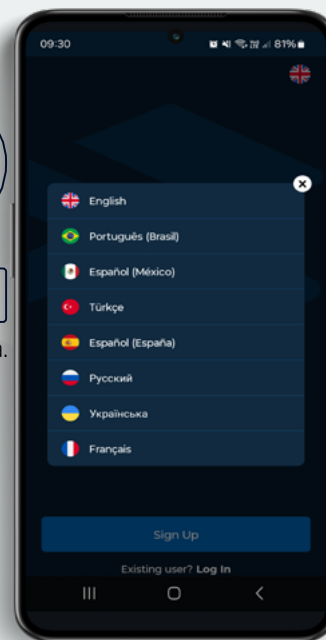 09:30
81%
English
Português (Brasil)
Español (México)
Türkçe
Español (España)
Русский
Українська
Français
Sign Up
Existing user? Log In